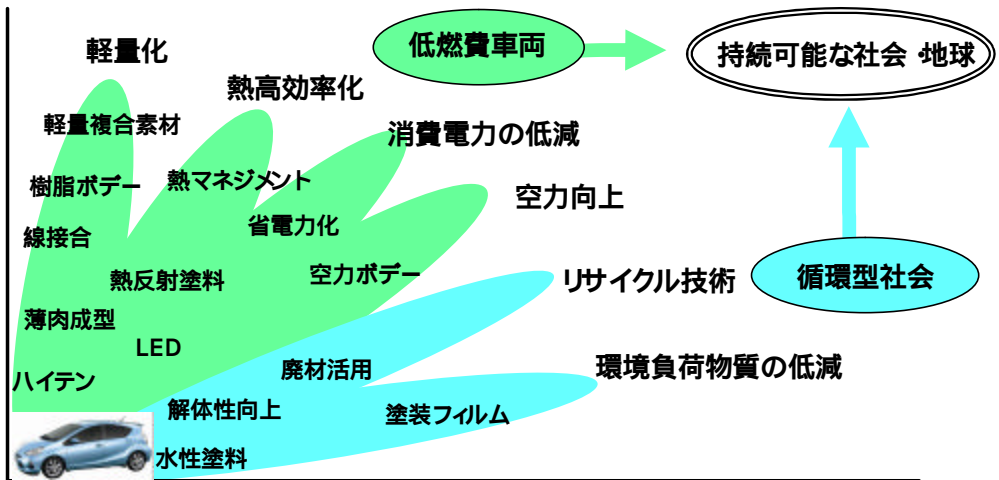 軽量化
低燃費車両
持続可能な社会・地球
熱高効率化
軽量複合素材
消費電力の低減
樹脂ボデー
熱マネジメント
空力向上
線接合
省電力化
熱反射塗料
空力ボデー
リサイクル技術
循環型社会
薄肉成型
LED
廃材活用
環境負荷物質の低減
ハイテン
解体性向上
塗装フィルム
水性塗料